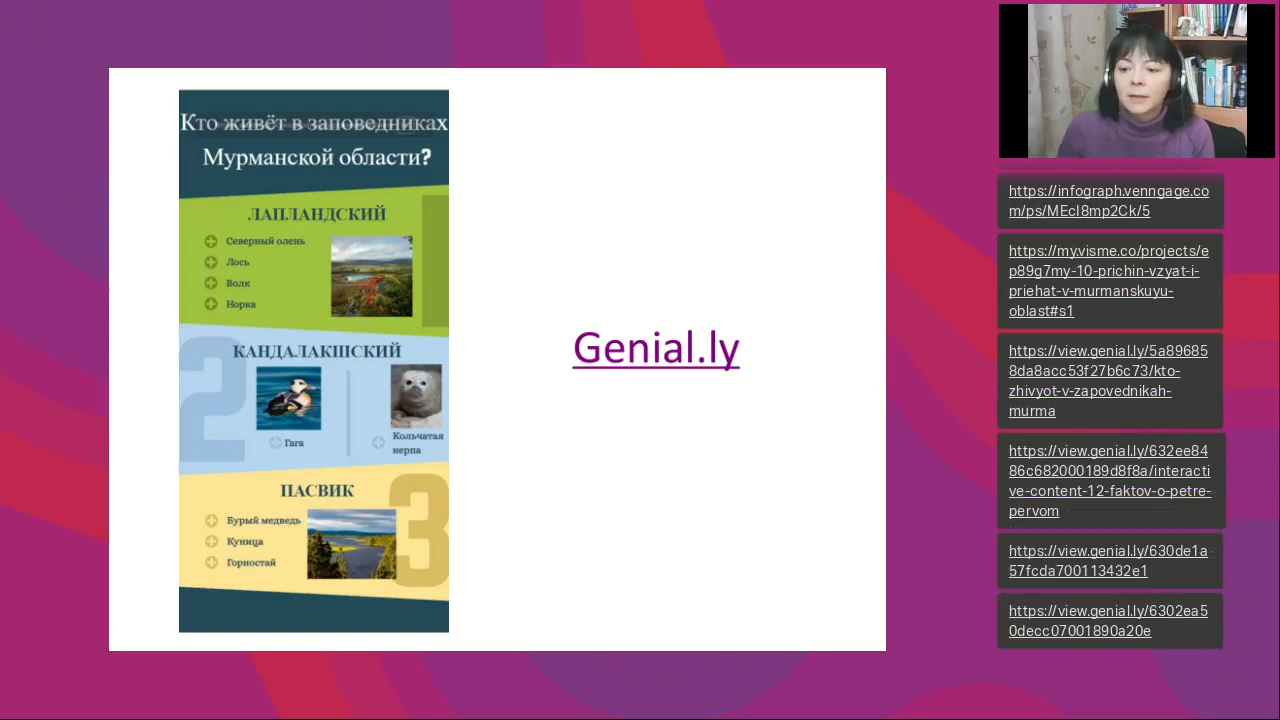 Кто живёт в заповедниках
Мурманской области?
ЛАПЛАНДСКИЙ
Северный олень
Лось
Волк
Норка
2
КАНДАЛАКШСКИЙ
Гага
Кольчатая
нерпа
3
ПАСВИК
Бурый медведь
Куница
Горностай
Genial.ly
https://infograph.venngage.co
m/ps/MEcI8mp2Ck/5
https://my.visme.co/projects/e
p89g7my-10-prichin-vzyat-i-
priehat-v-murmanskuyu-
oblast#s1
https://view.genial.ly/5a89685
8da8acc53f27b6c73/kto-
zhivyot-v-zapovednikah-
murma
https://view.genial.ly/632ee84
86c682000189d8f8a/interacti
ve-content-12-faktov-o-petre-
pervom
https://view.genial.ly/630de1a
57fcda700113432e1
https://view.genial.ly/6302ea5
0decc07001890a20e